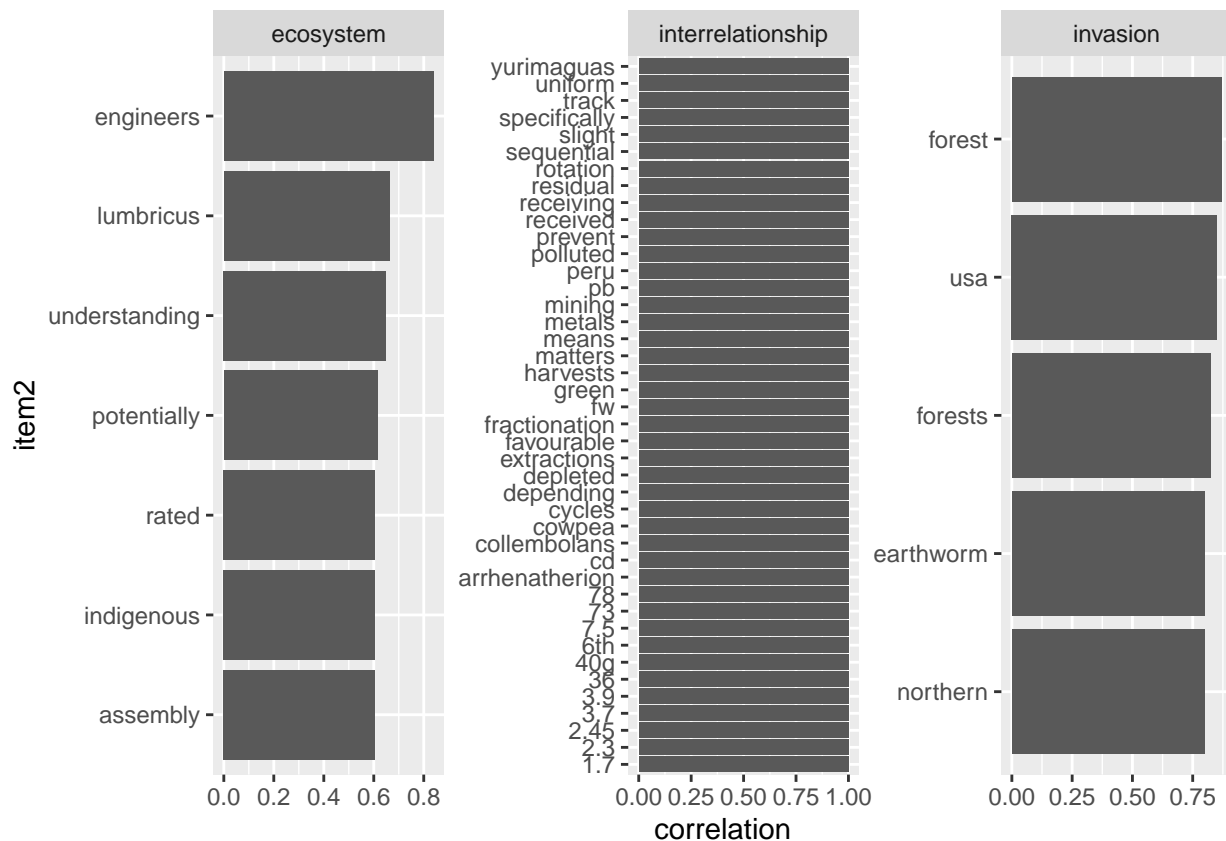 ecosystem
interrelationship
invasion
item2
engineers
lumbricus
understanding
potentially
rated
indigenous
assembly
0.0 0.2 0.4 0.6 0.8
yurimaguas
uniform
track
specifically
slight
sequential
rotation
residual
receiving
received
prevent
polluted
peru
pb
mining
metals
means
matters
harvests
green
fw
fractionation
favourable
extractions
depleted
depending
cycles
cowpea
collembolans
cd
arrhenatherion
78
73
7.5
6th
40g
36
3.9
3.7
2.45
2.3
1.7
0.00 0.25 0.50 0.75 1.00
forest
usa
forests
earthworm
northern
0.00 0.25 0.50 0.75
correlation